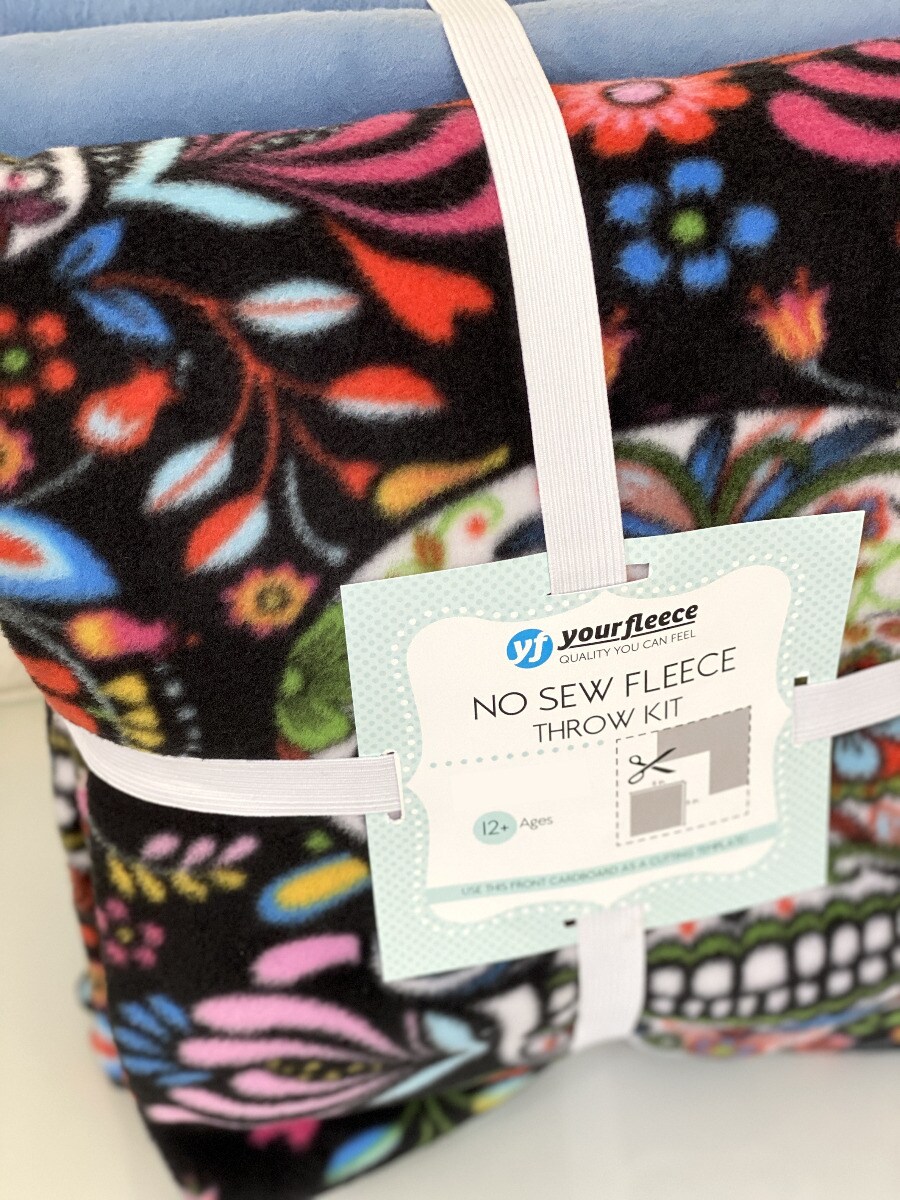 yf yourfleece
QUALITY YOU CAN FEEL
NO SEW FLEECE
THROW KIT
12+ Ages
USE THIS FRONT CARDBOARD AS A CUTTING TEMPLATE